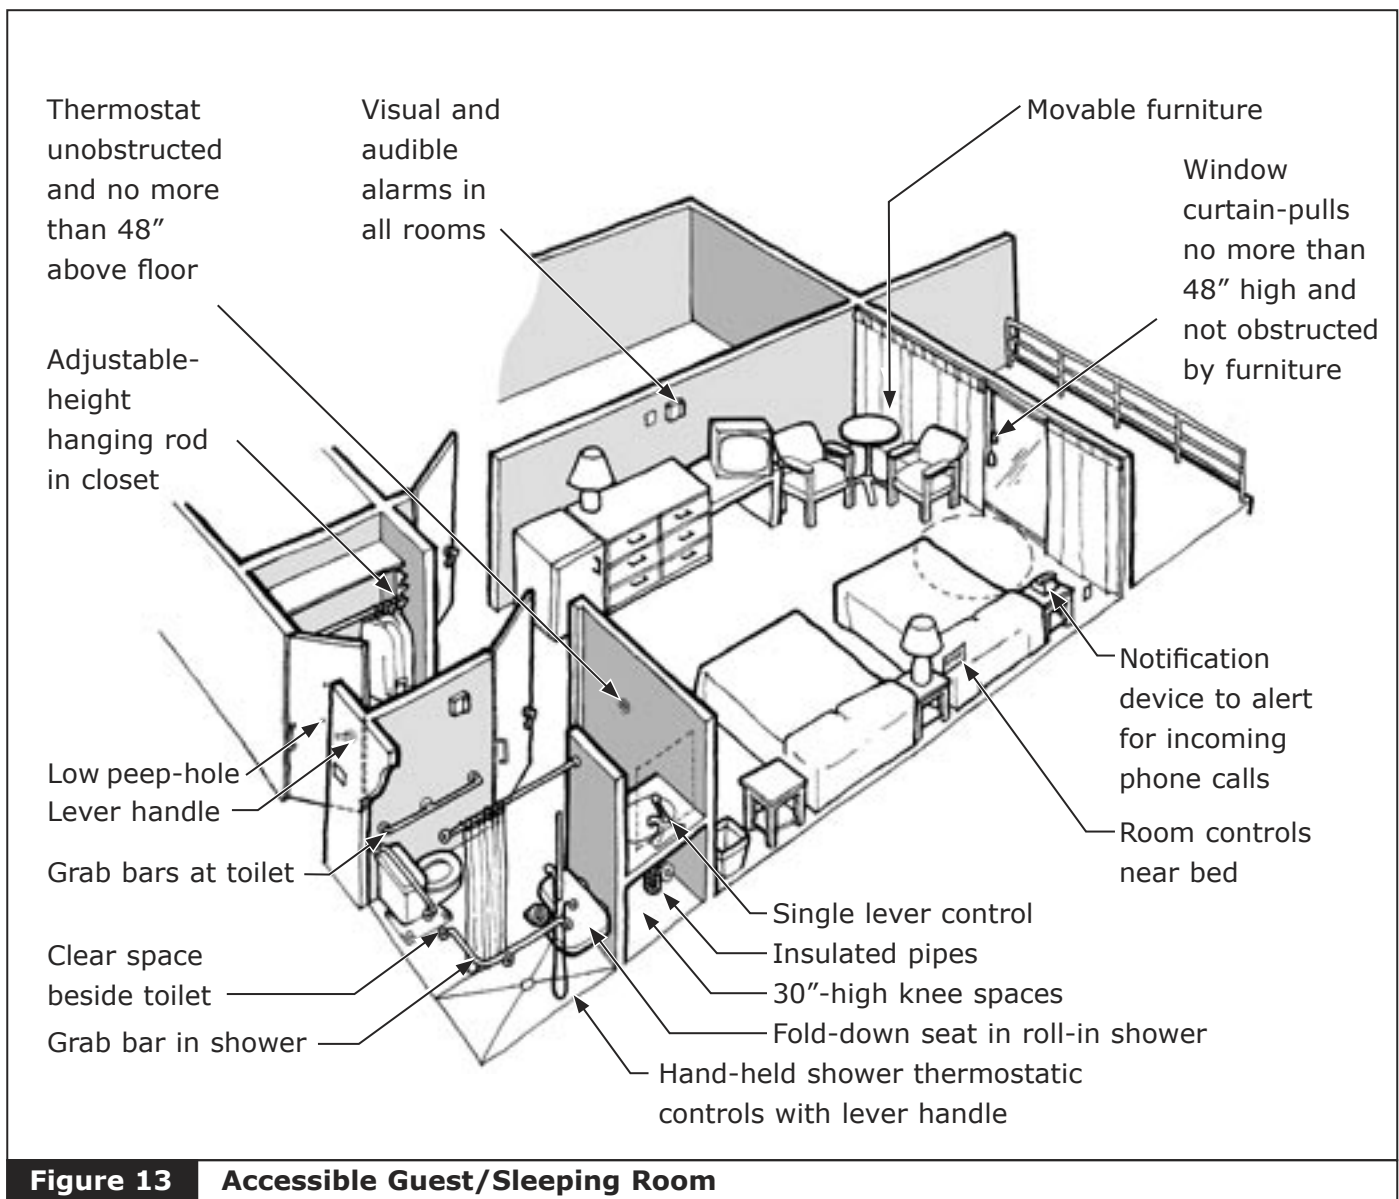 Thermostat
unobstructed
and no more
than 48”
above floor
Visual and
audible
alarms in
all rooms
Movable furniture
Window
curtain-pulls
no more than
48” high and
not obstructed
by furniture
Adjustable-
height
hanging rod
in closet
Low peep-hole
Lever handle
Grab bars at toilet
Clear space
beside toilet
Grab bar in shower
Notification
device to alert
for incoming
phone calls
Room controls
near bed
Single lever control
Insulated pipes
30”-high knee spaces
Fold-down seat in roll-in shower
Hand-held shower thermostatic
controls with lever handle
Figure 13 Accessible Guest/Sleeping Room